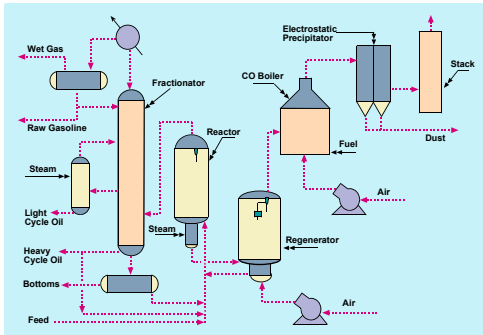 Wet Gas
Fractionator
Raw Gasoline
Steam
Light
Cycle Oil
Heavy
Cycle Oil
Bottoms
Feed
Reactor
Steam
CO Boiler
Electrostatic
Precipitator
Stack
Dust
Fuel
Air
Regenerator
Air